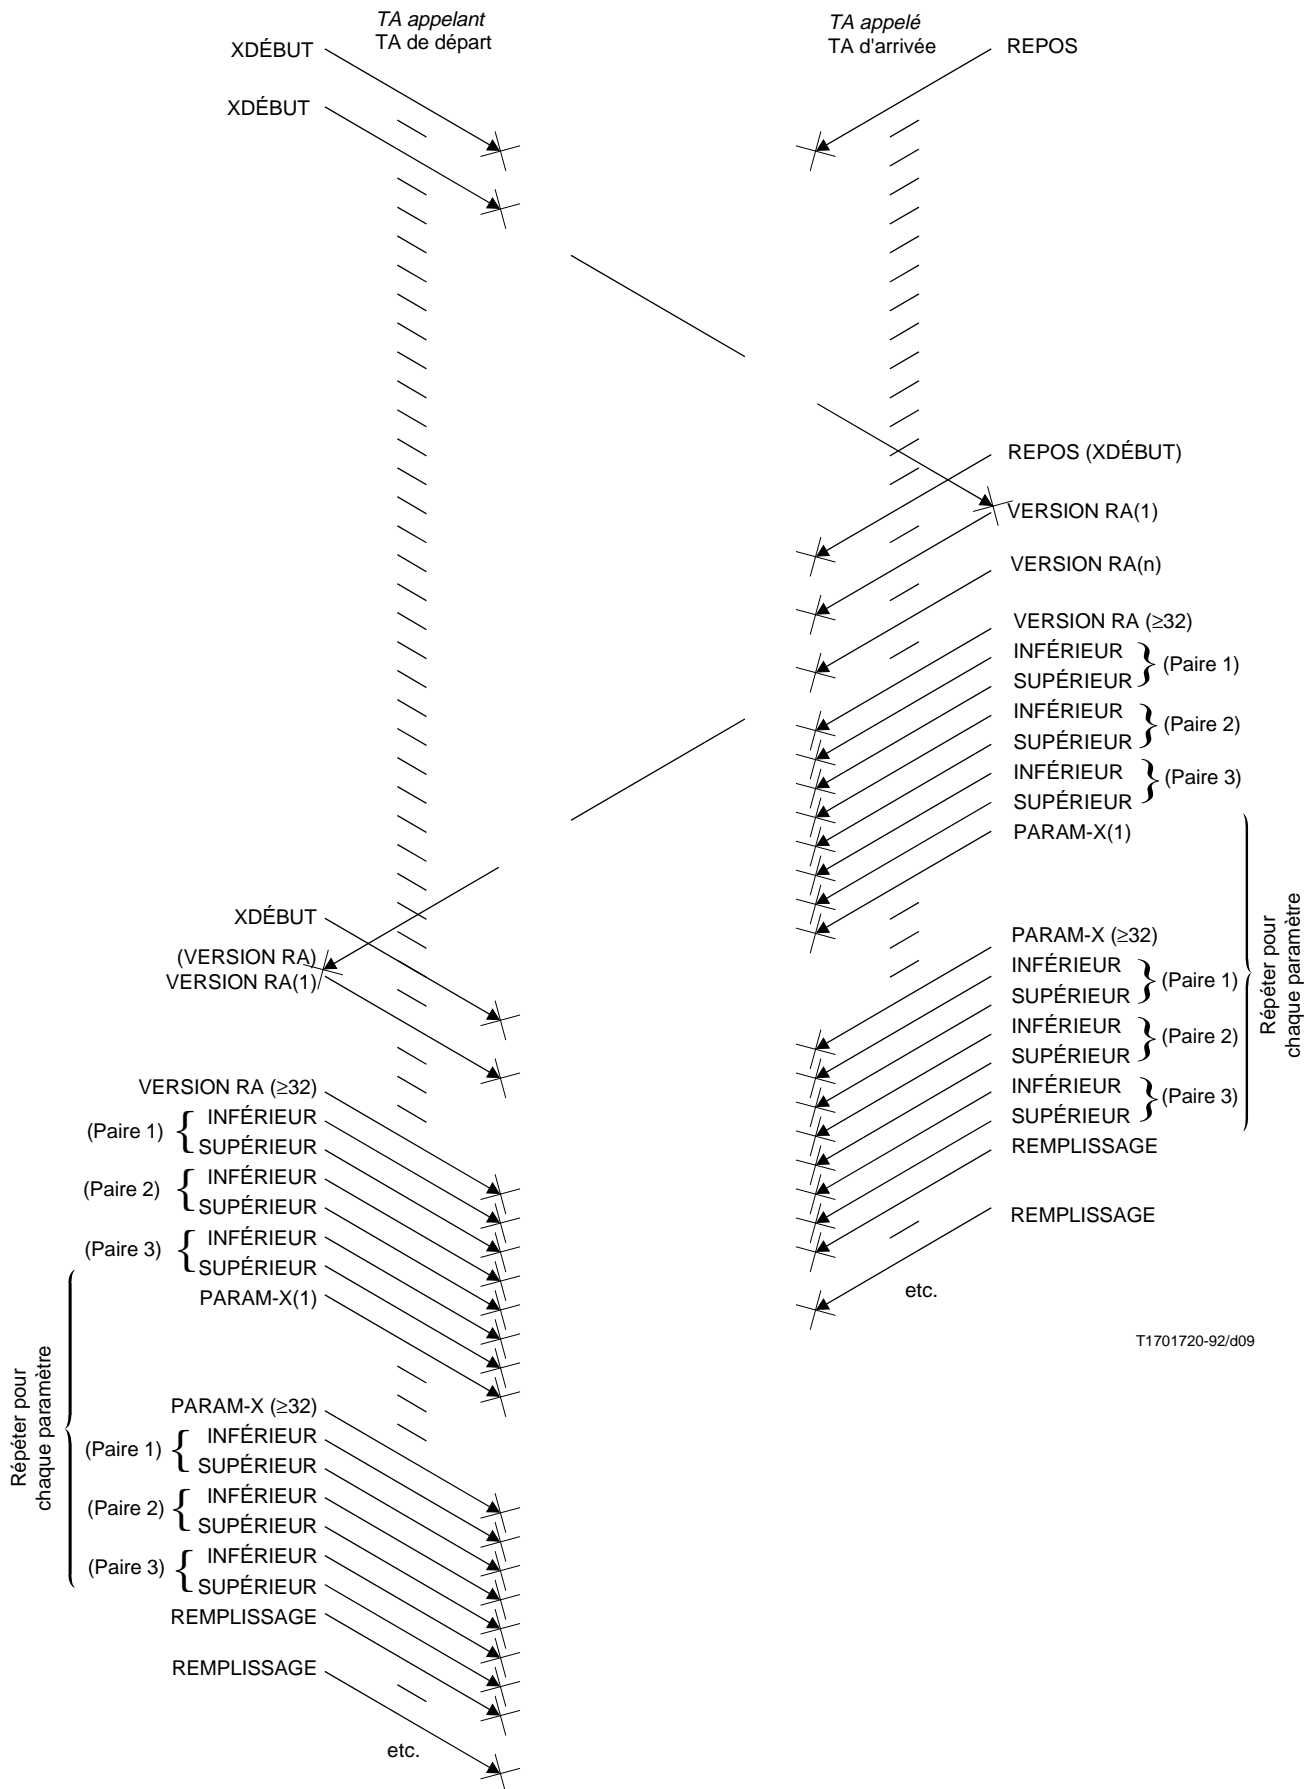 TA appelant
TA de départ
TA appelé
TA d'arrivée
XDÉBUT
REPOS
XDÉBUT
REPOS (XDÉBUT)
VERSION RA(1)
VERSION RA(n)
VERSION RA (≥32)
INFÉRIEUR
SUPÉRIEUR
(Paire 1)
INFÉRIEUR
SUPÉRIEUR
(Paire 2)
INFÉRIEUR
SUPÉRIEUR
(Paire 3)
PARAM-X(1)
PARAM-X (≥32)
INFÉRIEUR
SUPÉRIEUR
(Paire 1)
INFÉRIEUR
SUPÉRIEUR
(Paire 2)
INFÉRIEUR
SUPÉRIEUR
(Paire 3)
Répéter pour
chaque paramètre
REMPLISSAGE
REMPLISSAGE
etc.
T1701720-92/d09
XDÉBUT
(VERSION RA)
VERSION RA(1)
VERSION RA (≥32)
(Paire 1)
INFÉRIEUR
SUPÉRIEUR
(Paire 2)
INFÉRIEUR
SUPÉRIEUR
(Paire 3)
INFÉRIEUR
SUPÉRIEUR
PARAM-X(1)
Répéter pour
chaque paramètre
PARAM-X (≥32)
(Paire 1)
INFÉRIEUR
SUPÉRIEUR
(Paire 2)
INFÉRIEUR
SUPÉRIEUR
(Paire 3)
INFÉRIEUR
SUPÉRIEUR
REMPLISSAGE
REMPLISSAGE
etc.